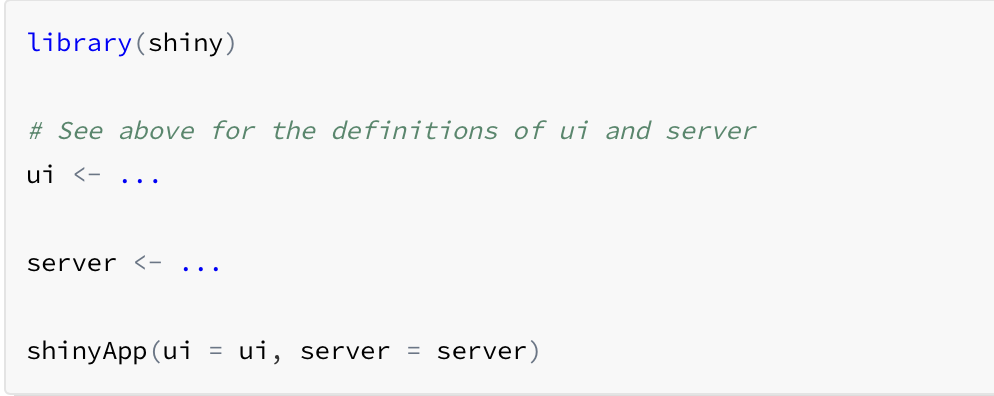 library(shiny)
# See above for the definitions of ui and server
ui <- ...
server <- ...
shinyApp(ui = ui, server = server)